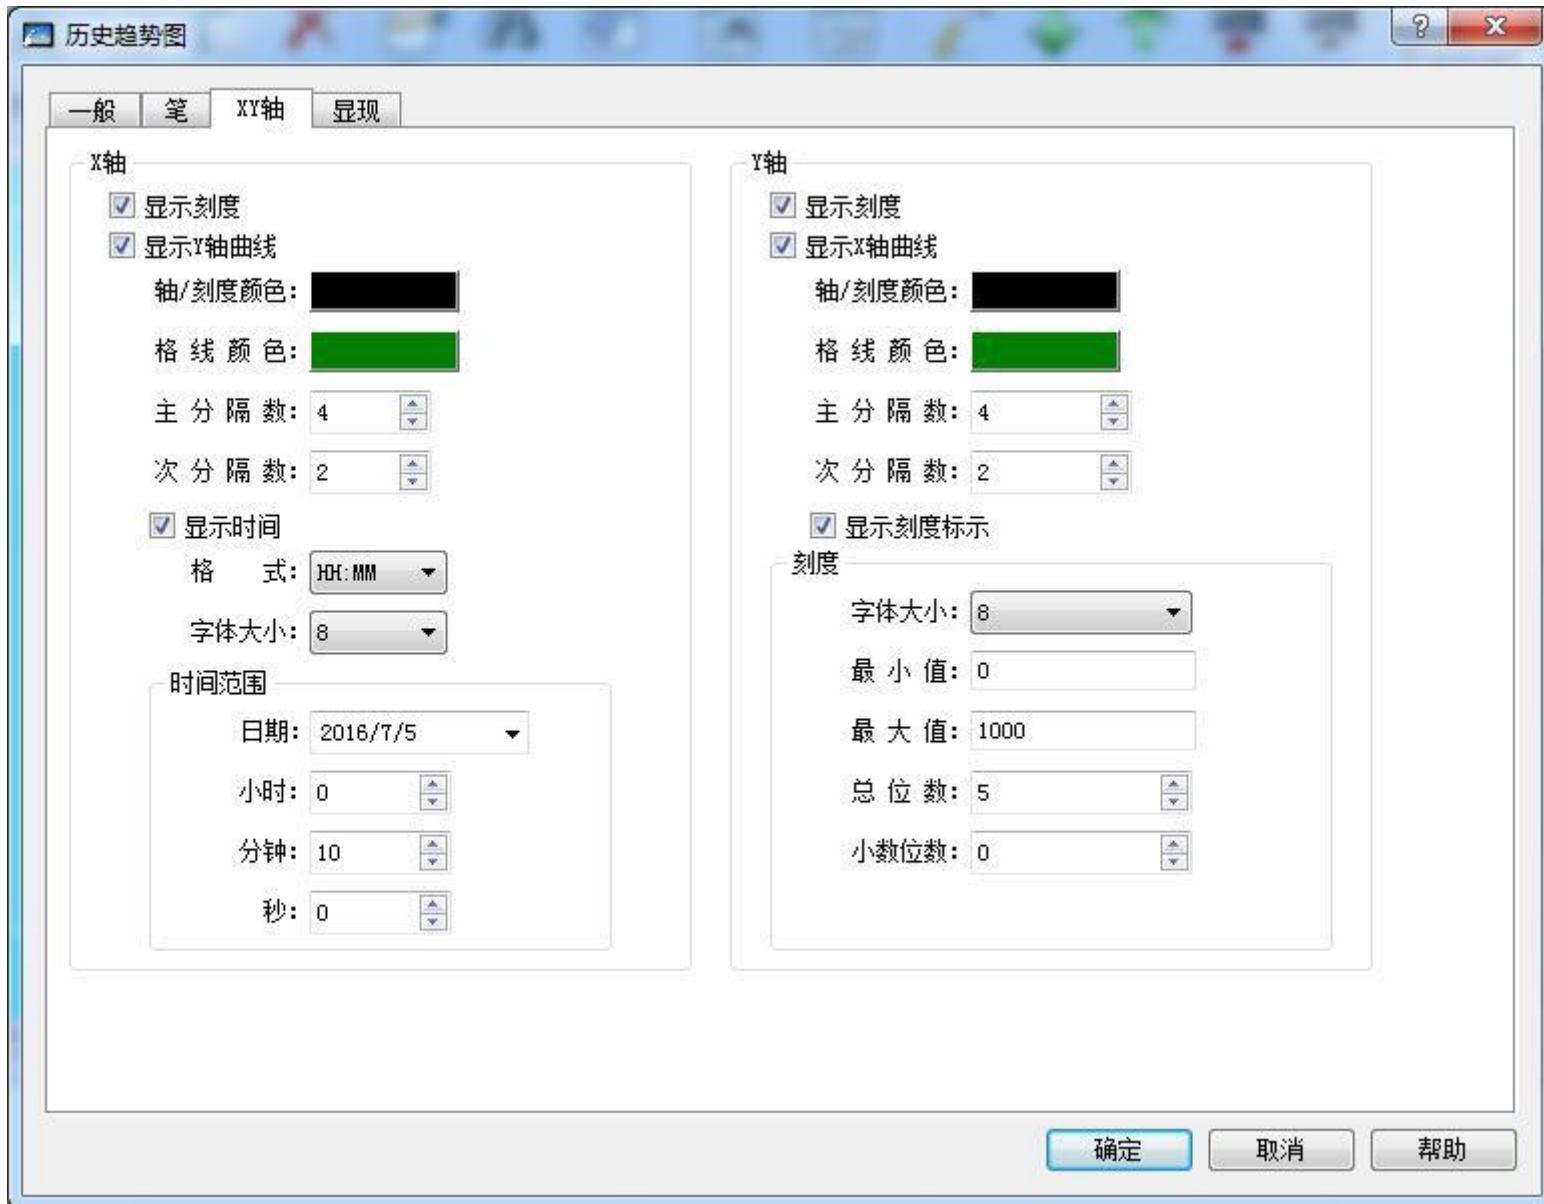 历史趋势图
一般 笔 XY轴 显现
X轴
显示刻度
显示Y轴曲线
轴/刻度颜色:
格线颜色:
主分隔数: 4
次分隔数: 2
显示时间
格 式: HH:MM
字体大小: 8
时间范围
日期: 2016/7/5
小时: 0
分钟: 10
秒: 0
Y轴
显示刻度
显示X轴曲线
轴/刻度颜色:
格线颜色:
主分隔数: 4
次分隔数: 2
显示刻度标示
刻度
字体大小: 8
最小值: 0
最大值: 1000
总位数: 5
小数位数: 0
确定 取消 帮助